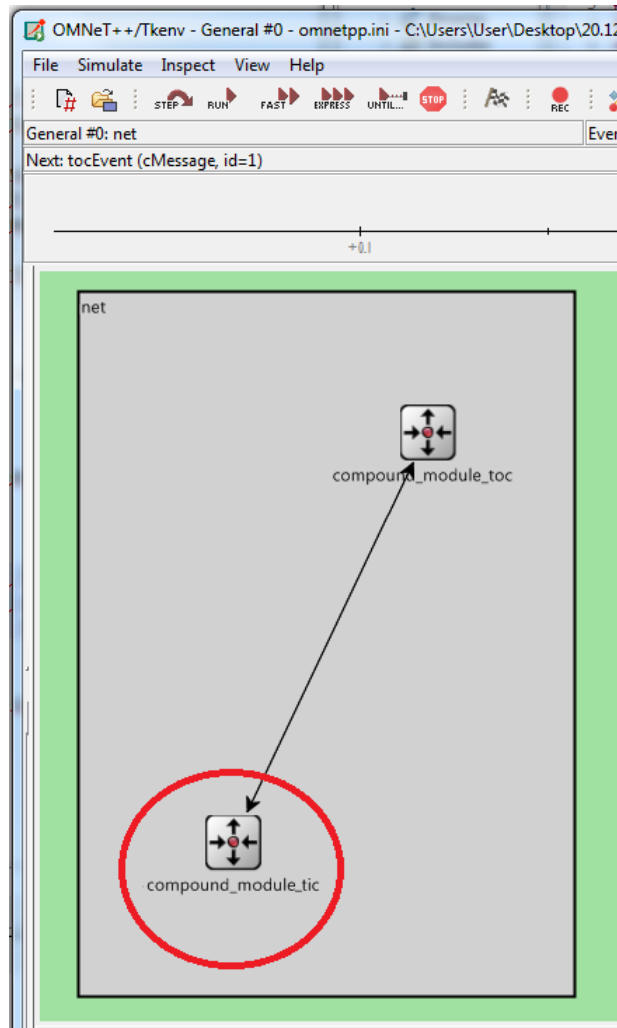 OMNeT++/Tkenv - General #0 - omnetpp.ini - C:\Users\User\Desktop\20.12
File Simulate Inspect View Help
STEP RUN FAST EXPRESS UNTIL... STOP REC
General #0: net Ever
Next: tocEvent (cMessage, id=1)
+0.1
net
compound_module_toc
compound_module_tic